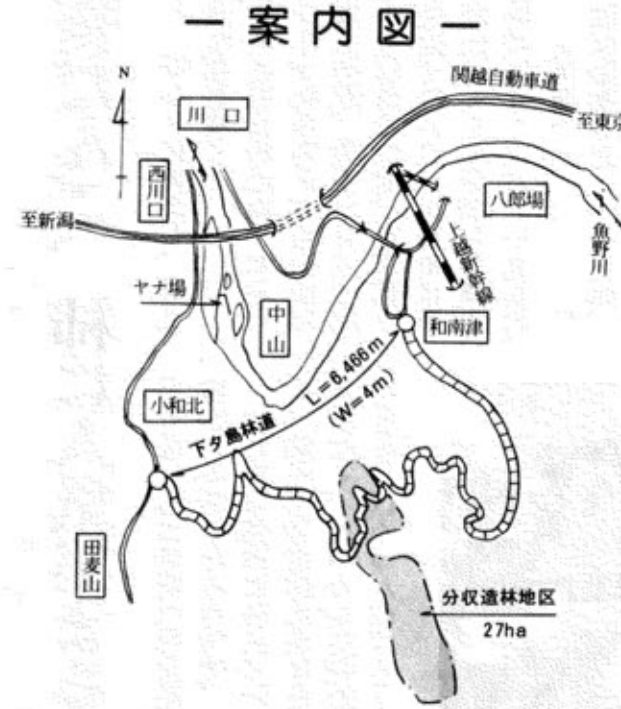 ― 案内図 ―
N
関越自動車道
川口
至東京
西川口
八郎場
至新潟
魚野川
上越新幹線
ヤナ場
中山
和南津
L=6,466m
(W=4m)
小和北
下夕島林道
田麦山
分収造林地区
27ha